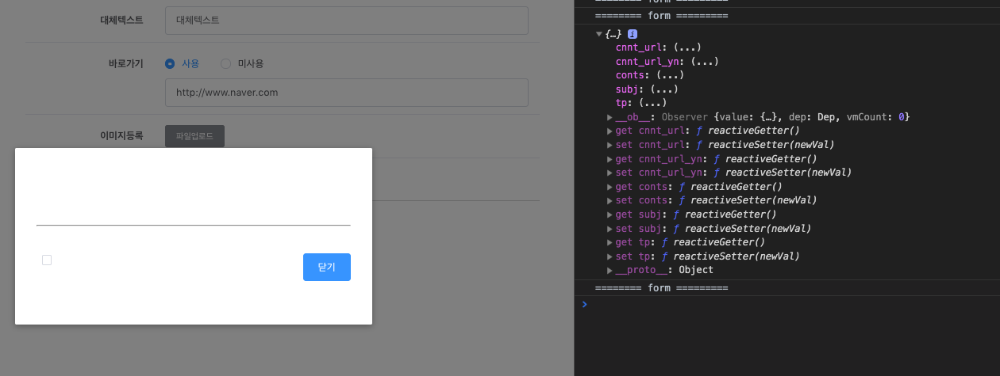 대체텍스트 대체텍스트
바로가기 사용 미사용
http://www.naver.com
이미지등록 파일업로드
닫기
======== form =========
======== form =========
{…} i
cnnt_url: (...)
cnnt_url_yn: (...)
conts: (...)
subj: (...)
tp: (...)
__ob__: Observer {value: {…}, dep: Dep, vmCount: 0}
get cnnt_url: ƒ reactiveGetter()
set cnnt_url: ƒ reactiveSetter(newVal)
get cnnt_url_yn: ƒ reactiveGetter()
set cnnt_url_yn: ƒ reactiveSetter(newVal)
get conts: ƒ reactiveGetter()
set conts: ƒ reactiveSetter(newVal)
get subj: ƒ reactiveGetter()
set subj: ƒ reactiveSetter(newVal)
get tp: ƒ reactiveGetter()
set tp: ƒ reactiveSetter(newVal)
__proto__: Object
======== form =========